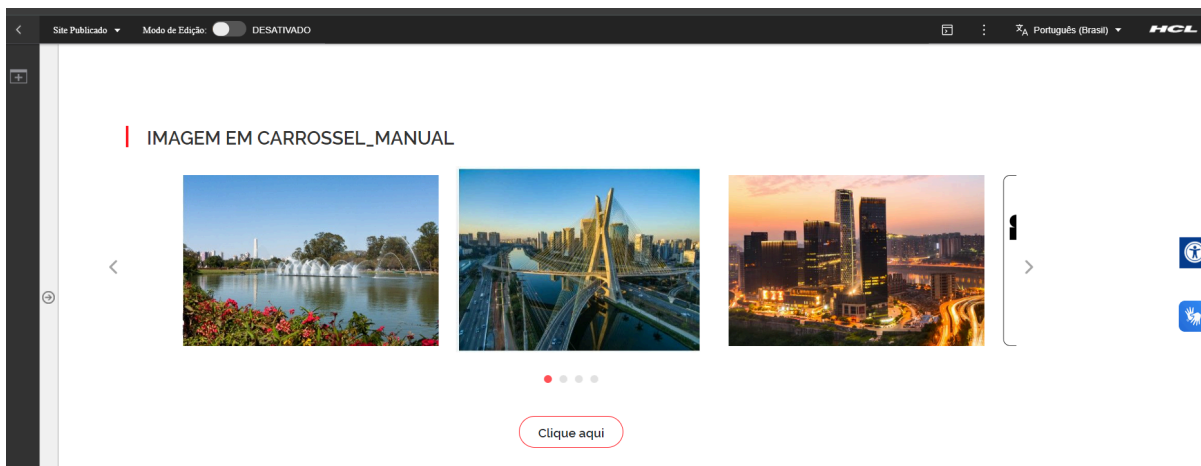 Site Publicado Modo de Edição: DESATIVADO Português (Brasil) HCL
IMAGEM EM CARROSSEL_MANUAL
Clique aqui